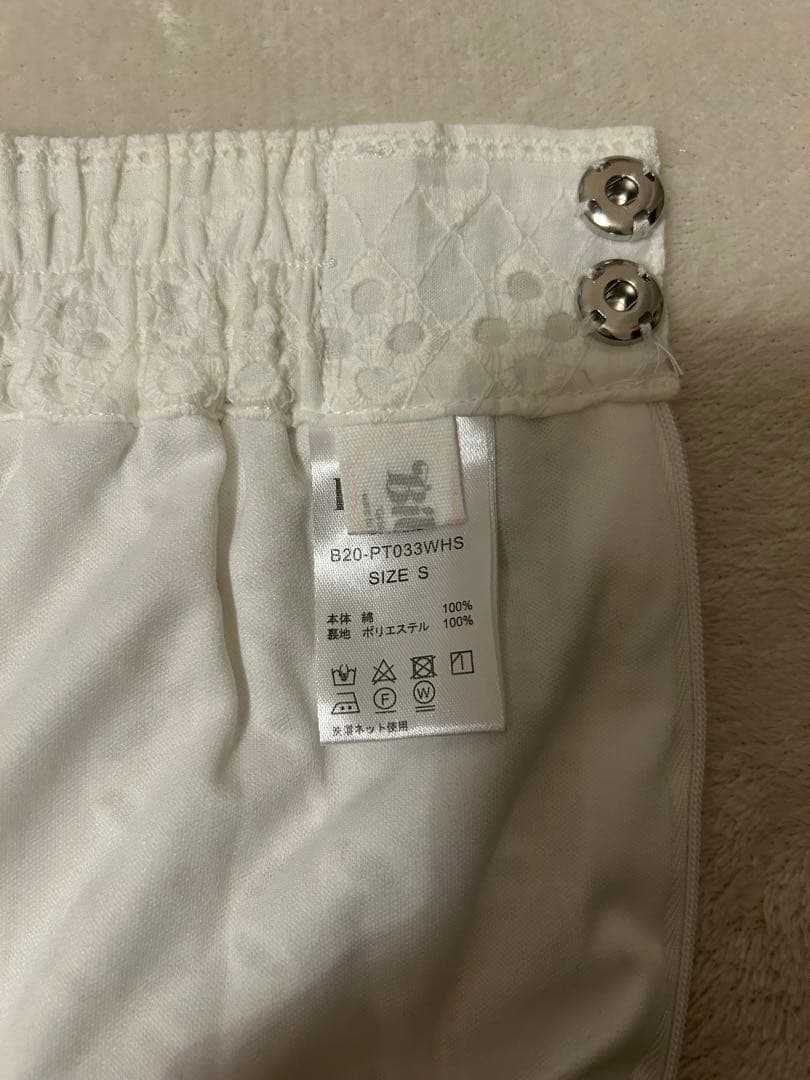 B20-PT033WHS
SIZE S
本体 綿 100%
裏地 ポリエステル 100%
F W
洗濯ネット使用